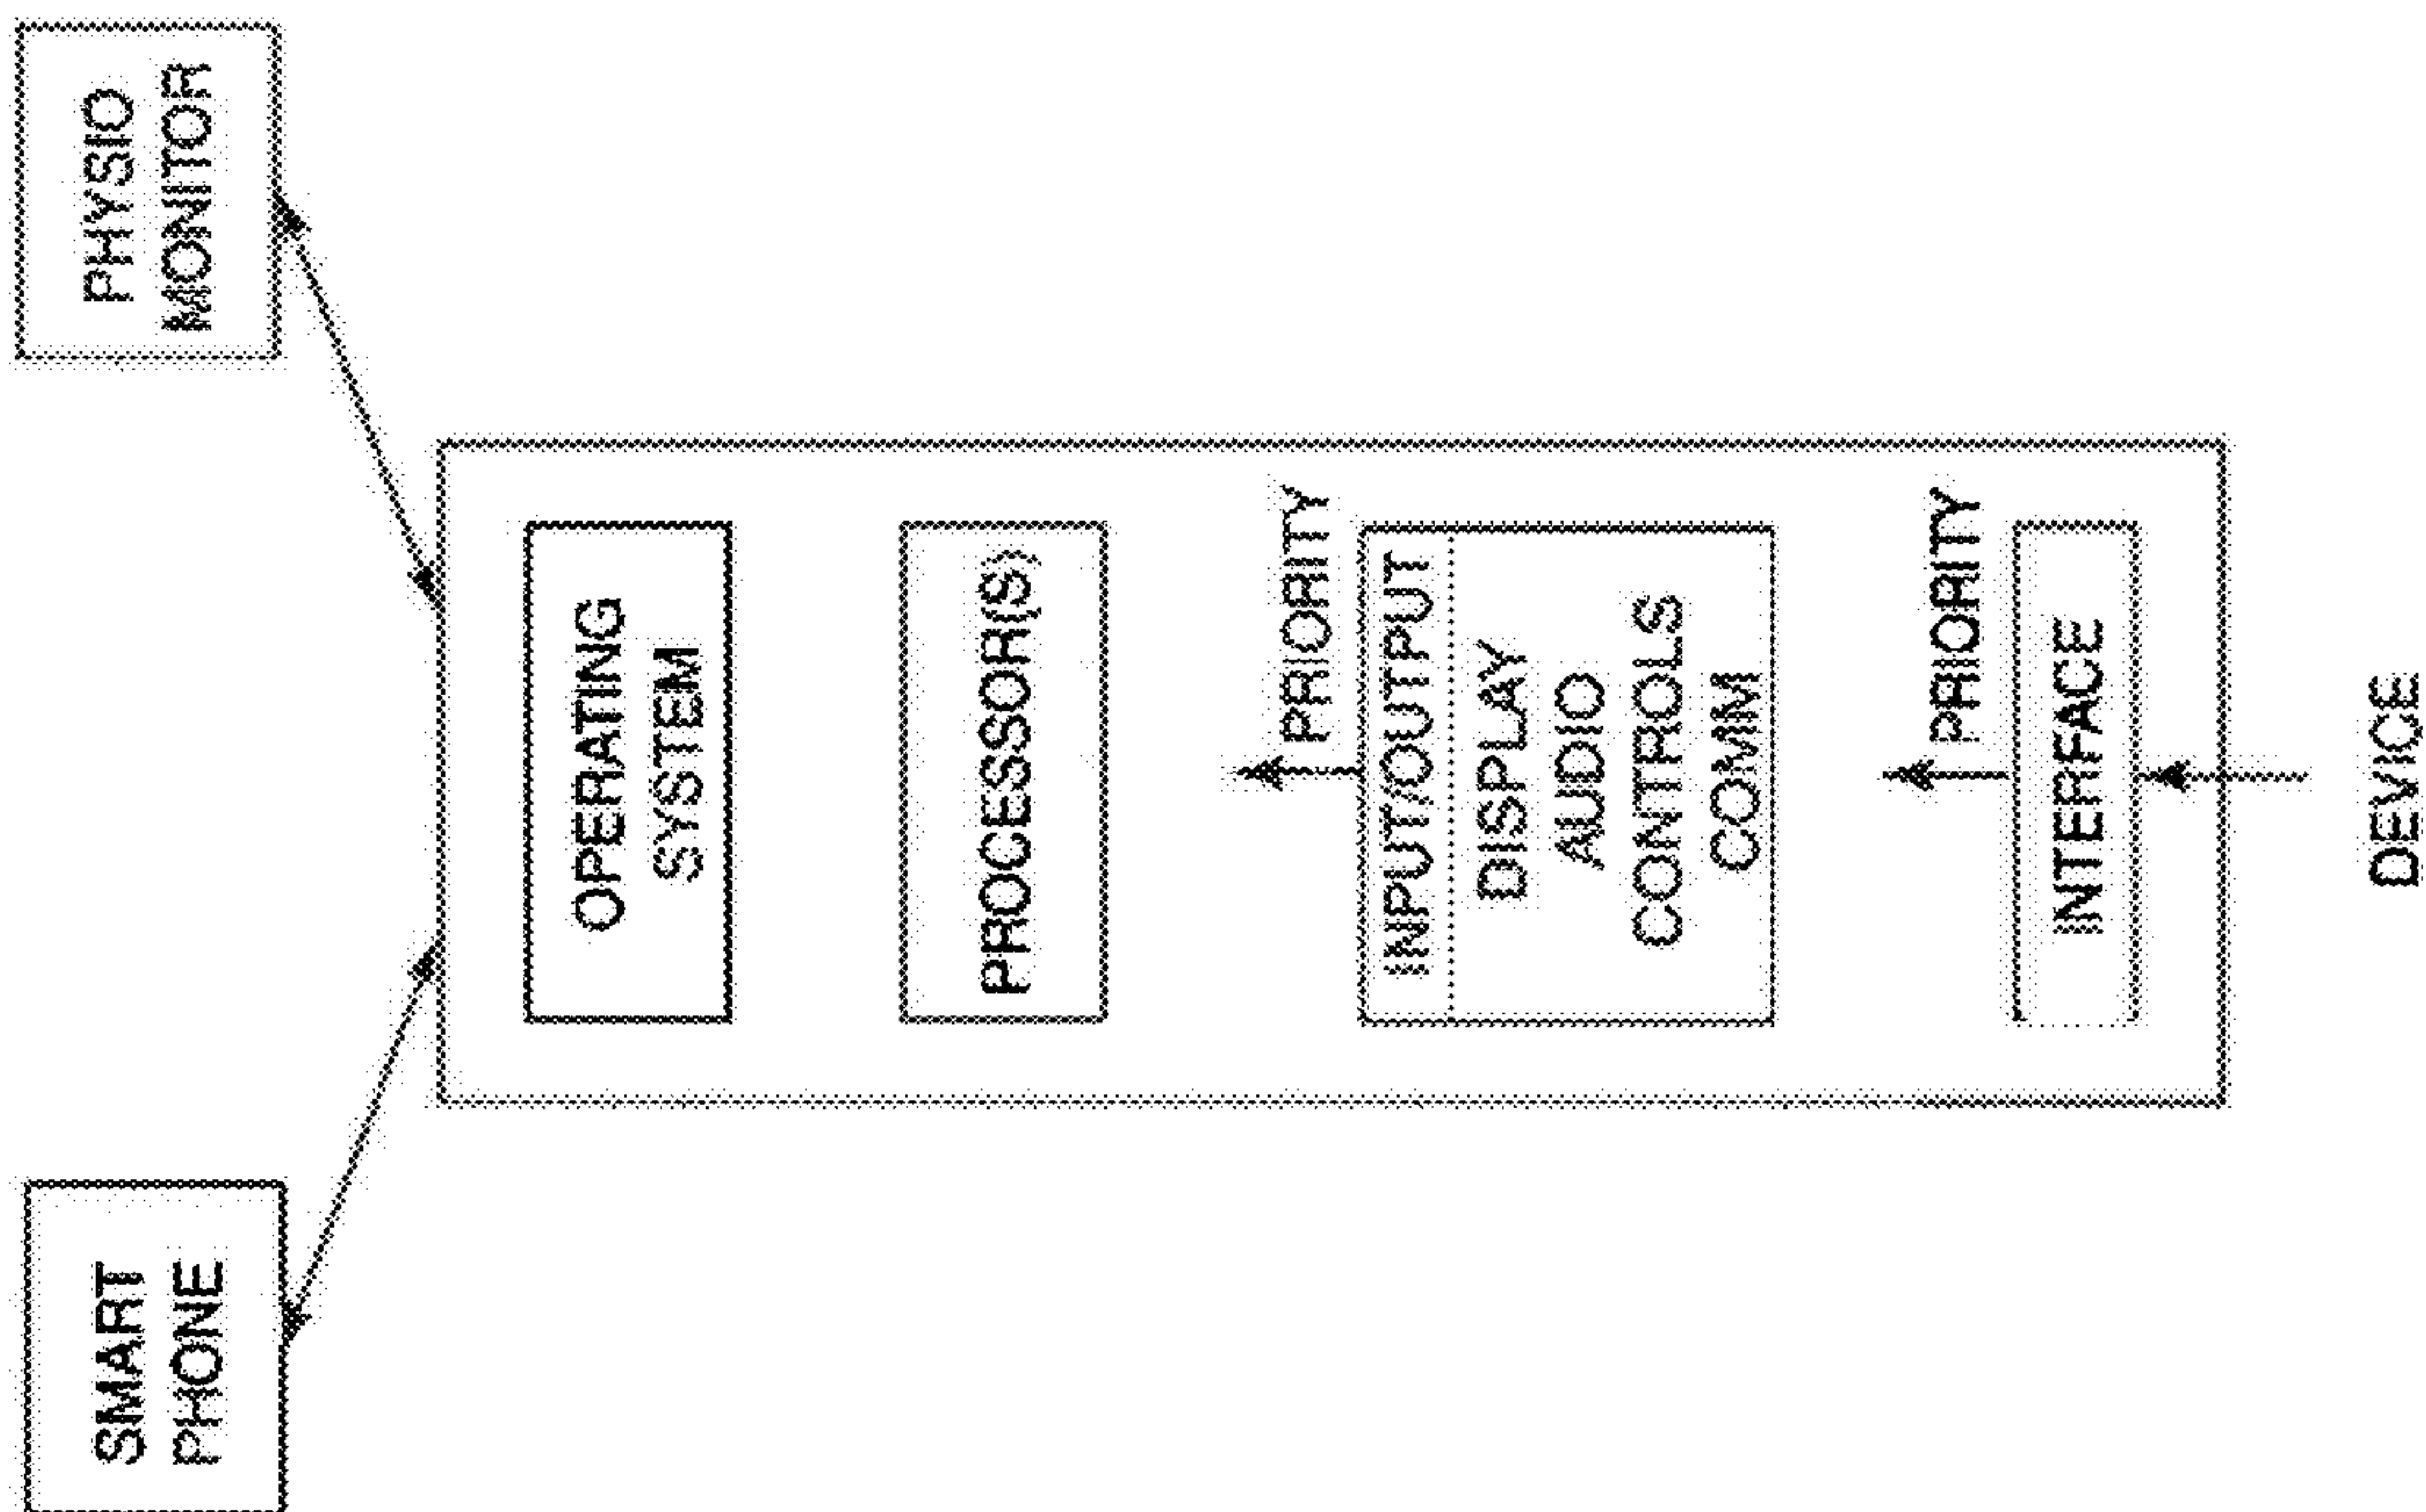 SMART
PHONE
PHYSIO
MONITOR
OPERATING
SYSTEM
PROCESSOR(S)
PRIORITY
INPUT/OUTPUT
DISPLAY
AUDIO
CONTROLS
COMM
PRIORITY
INTERFACE
DEVICE